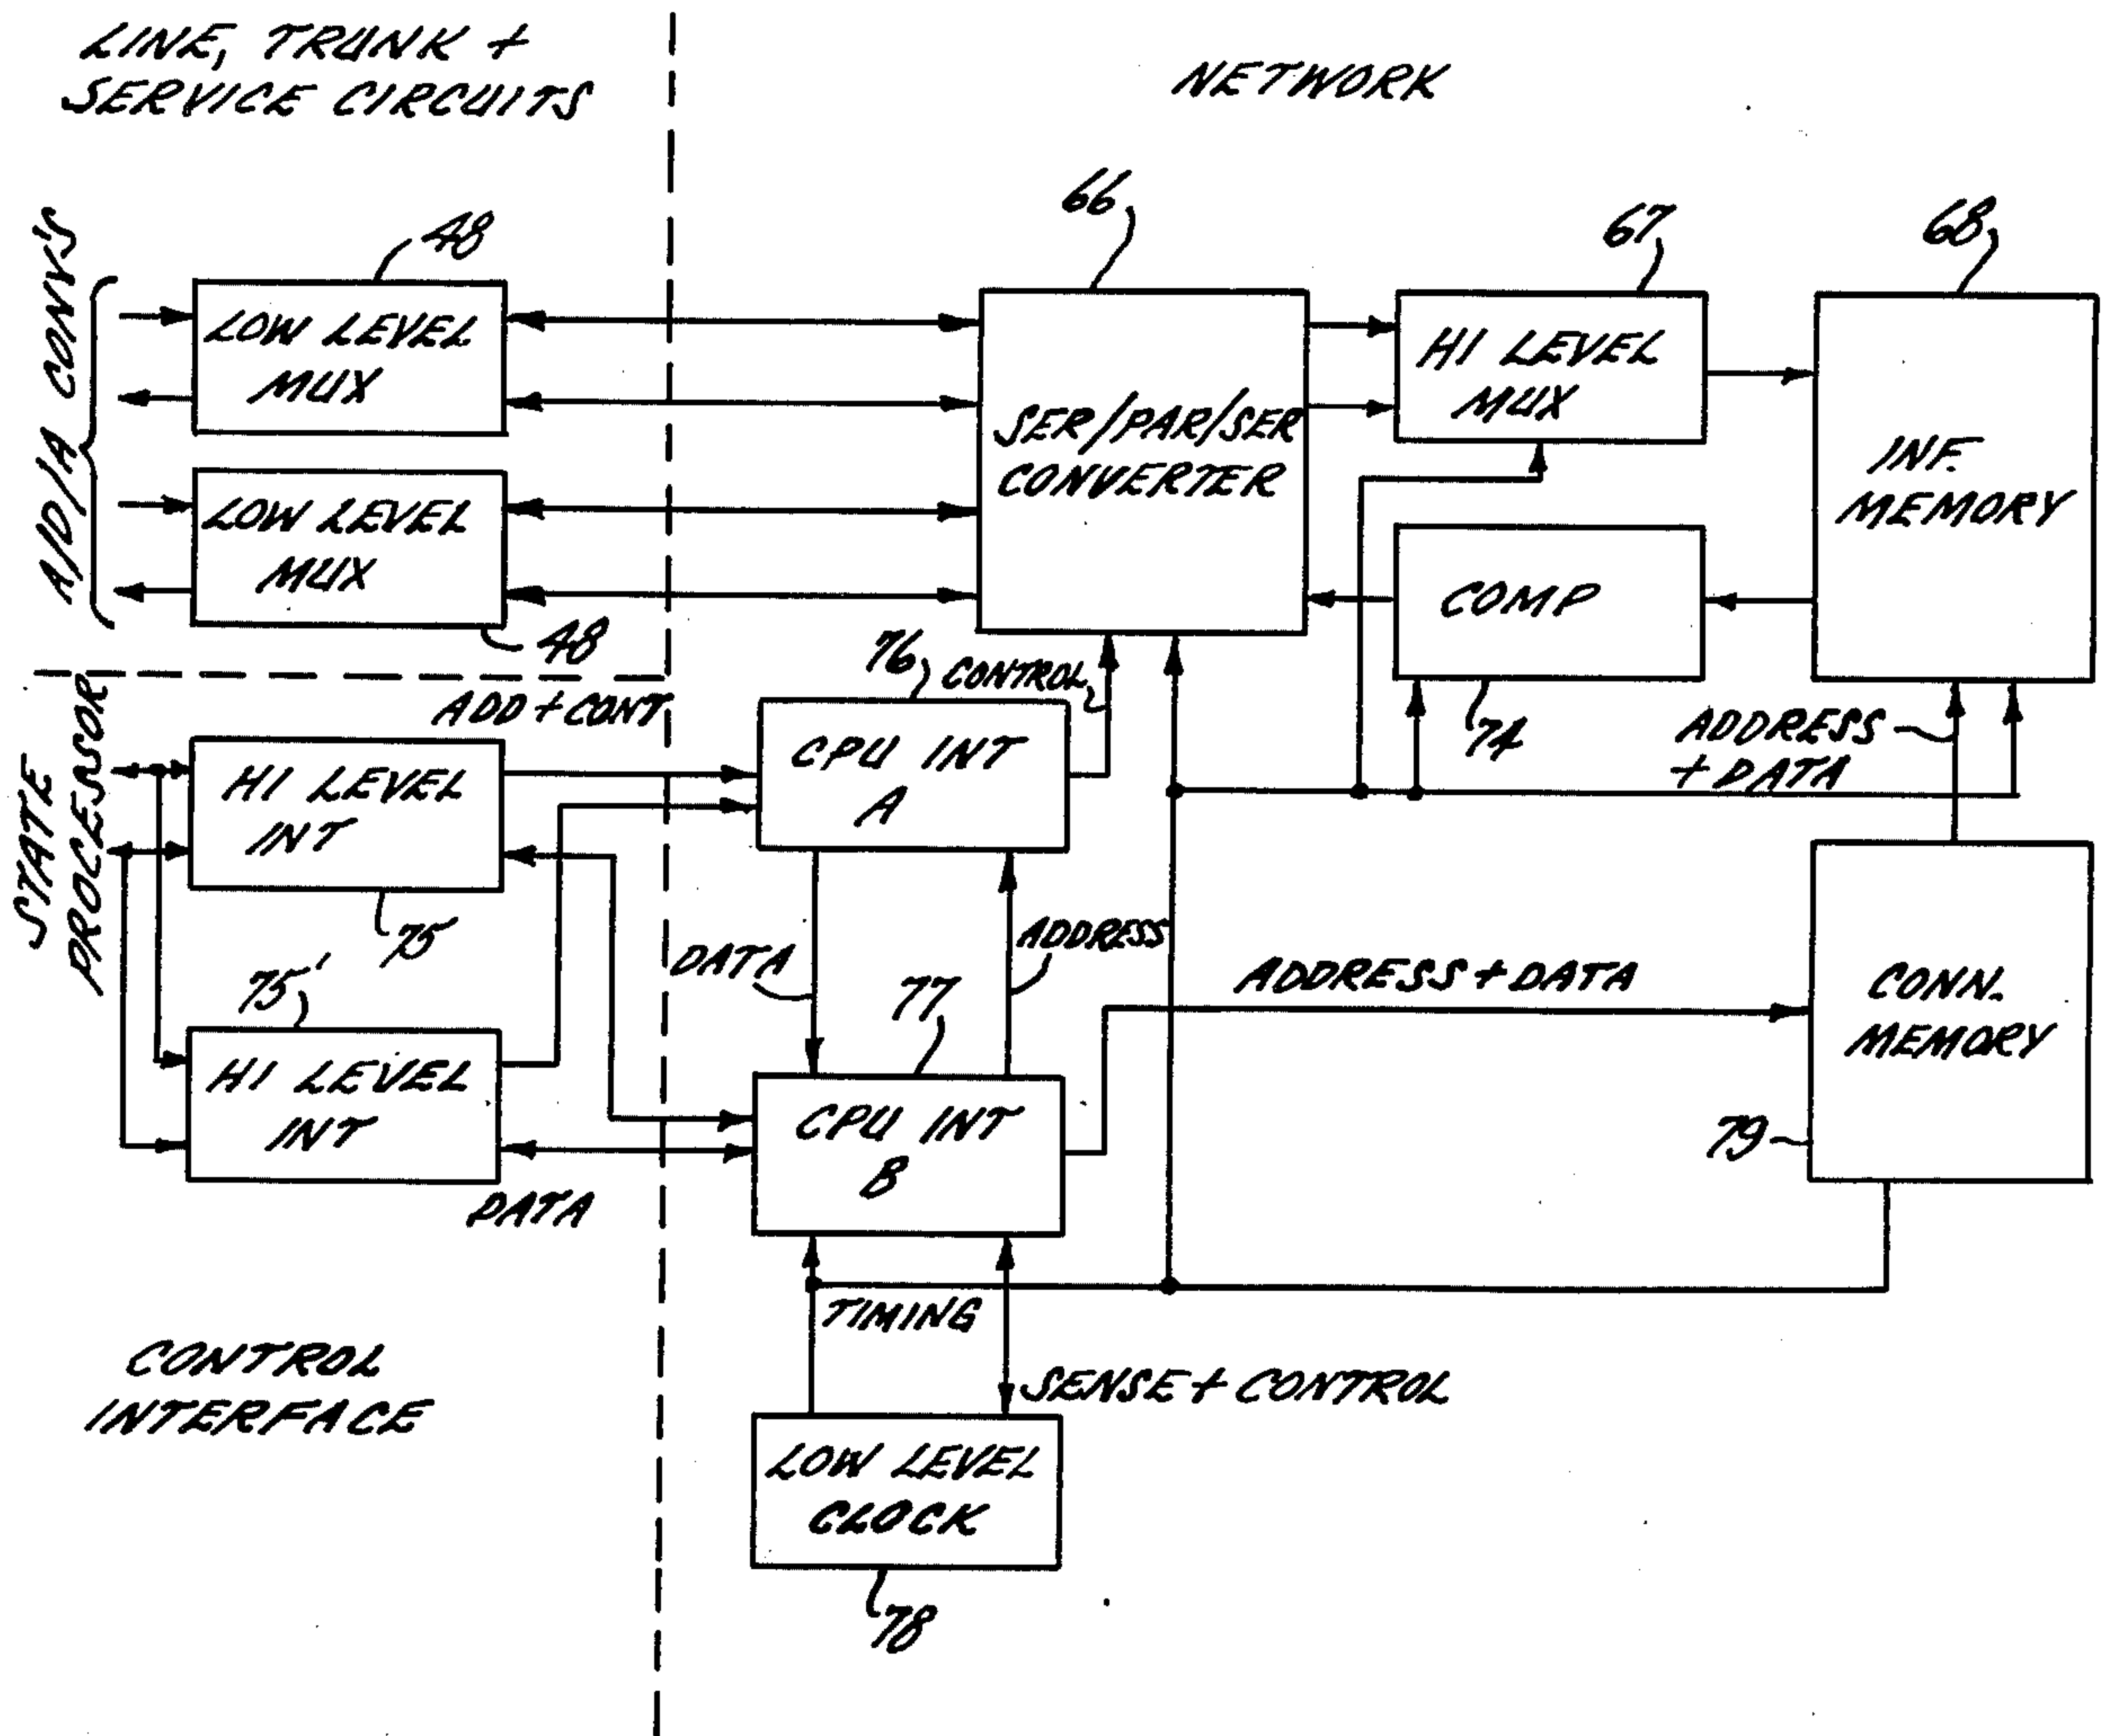 LINE, TRUNK +
SERVICE CIRCUITS
NETWORK
A/D/A CONV'S
48
LOW LEVEL
MUX
LOW LEVEL
MUX
48
66
SER/PAR/SER
CONVERTER
67
HI LEVEL
MUX
68
INF.
MEMORY
COMP
74
ADDRESS
+ DATA
STATE
PROCESSOR
ADD + CONT.
HI LEVEL
INT
75
75'
HI LEVEL
INT
DATA
76
CONTROL
CPU INT
A
DATA
ADDRESS
77
CPU INT
B
ADDRESS + DATA
CONN.
MEMORY
79
TIMING
SENSE + CONTROL
LOW LEVEL
CLOCK
78
CONTROL
INTERFACE